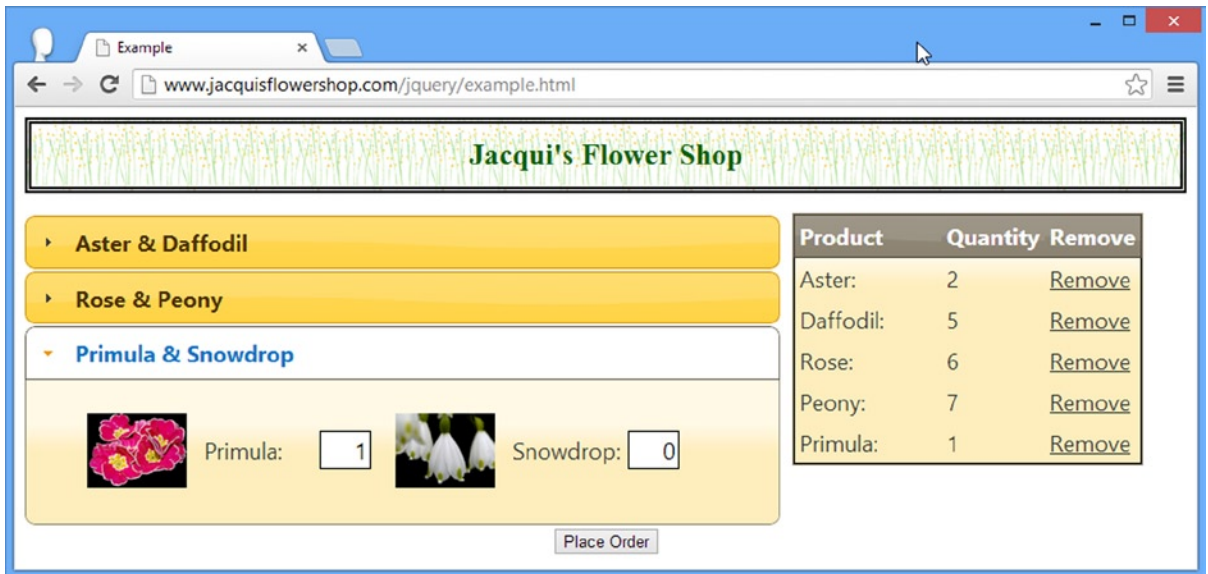 Example
www.jacquisflowershop.com/jquery/example.html
Jacqui's Flower Shop
Aster & Daffodil
Rose & Peony
Primula & Snowdrop
Primula: 1 Snowdrop: 0
Place Order
Product Quantity Remove
Aster: 2 Remove
Daffodil: 5 Remove
Rose: 6 Remove
Peony: 7 Remove
Primula: 1 Remove